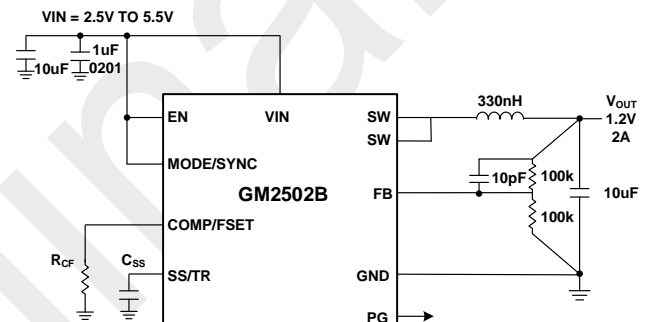 VIN = 2.5V TO 5.5V
1uF
10uF
0201
330nH
VOUT
1.2V
2A
EN
VIN
SW
SW
MODE/SYNC
GM2502B
10pF
100k
10uF
FB
100k
COMP/FSET
RCF
CSS
SS/TR
GND
PG